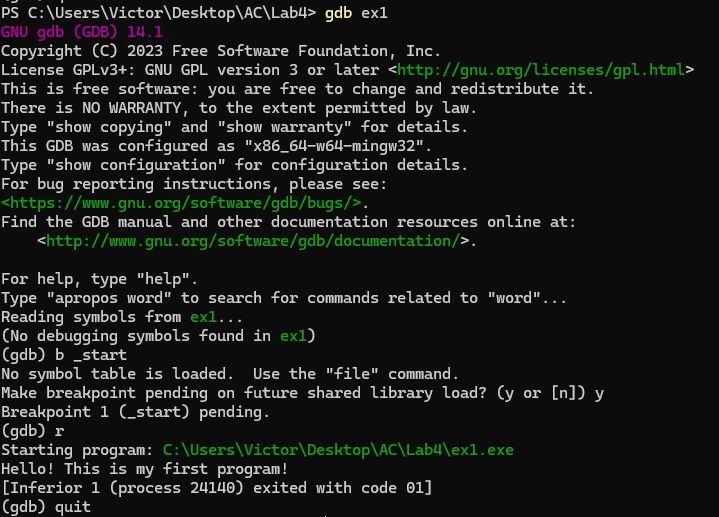 PS C:\Users\Victor\Desktop\AC\Lab4> gdb ex1
GNU gdb (GDB) 14.1
Copyright (C) 2023 Free Software Foundation, Inc.
License GPLv3+: GNU GPL version 3 or later <http://gnu.org/licenses/gpl.html>
This is free software: you are free to change and redistribute it.
There is NO WARRANTY, to the extent permitted by law.
Type "show copying" and "show warranty" for details.
This GDB was configured as "x86_64-w64-mingw32".
Type "show configuration" for configuration details.
For bug reporting instructions, please see:
<https://www.gnu.org/software/gdb/bugs/>.
Find the GDB manual and other documentation resources online at:
    <http://www.gnu.org/software/gdb/documentation/>.

For help, type "help".
Type "apropos word" to search for commands related to "word"...
Reading symbols from ex1...
(No debugging symbols found in ex1)
(gdb) b _start
No symbol table is loaded.  Use the "file" command.
Make breakpoint pending on future shared library load? (y or [n]) y
Breakpoint 1 (_start) pending.
(gdb) r
Starting program: C:\Users\Victor\Desktop\AC\Lab4\ex1.exe
Hello! This is my first program!
[Inferior 1 (process 24140) exited with code 01]
(gdb) quit